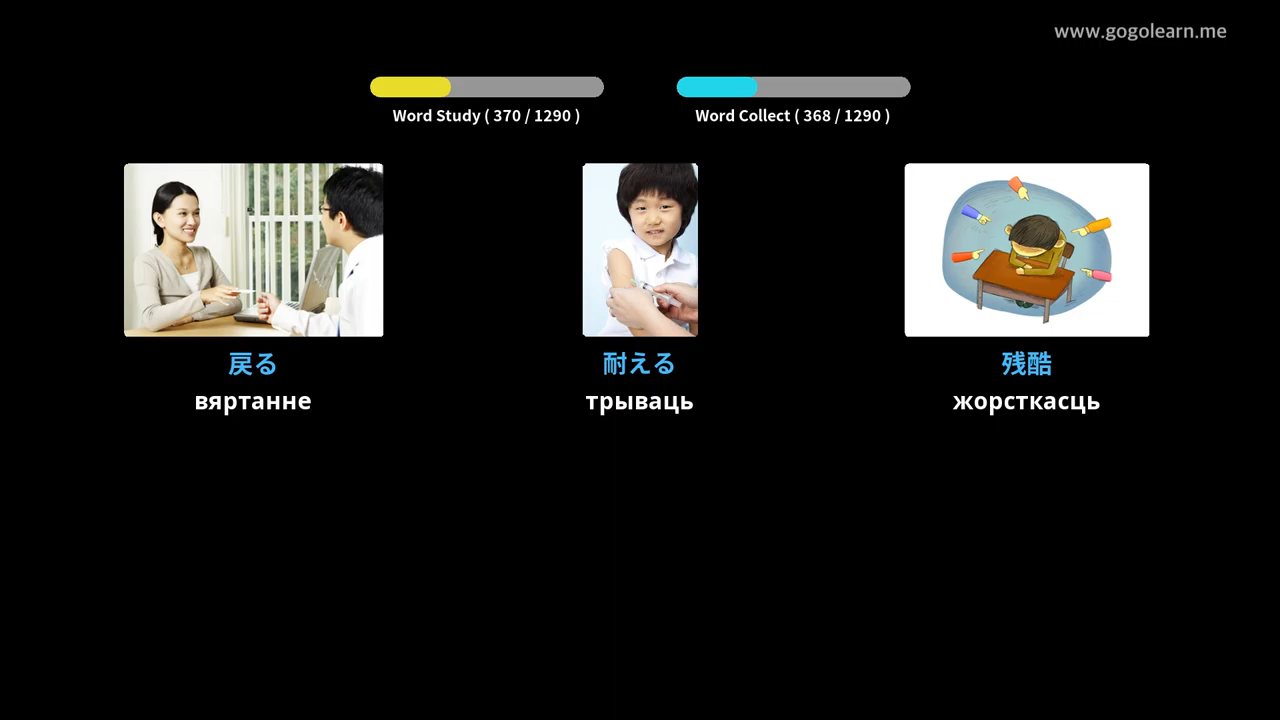 www.gogolearn.me
Word Study ( 370 / 1290 )
Word Collect ( 368 / 1290 )
戻る
вяртанне
耐える
трываць
残酷
жорсткасць